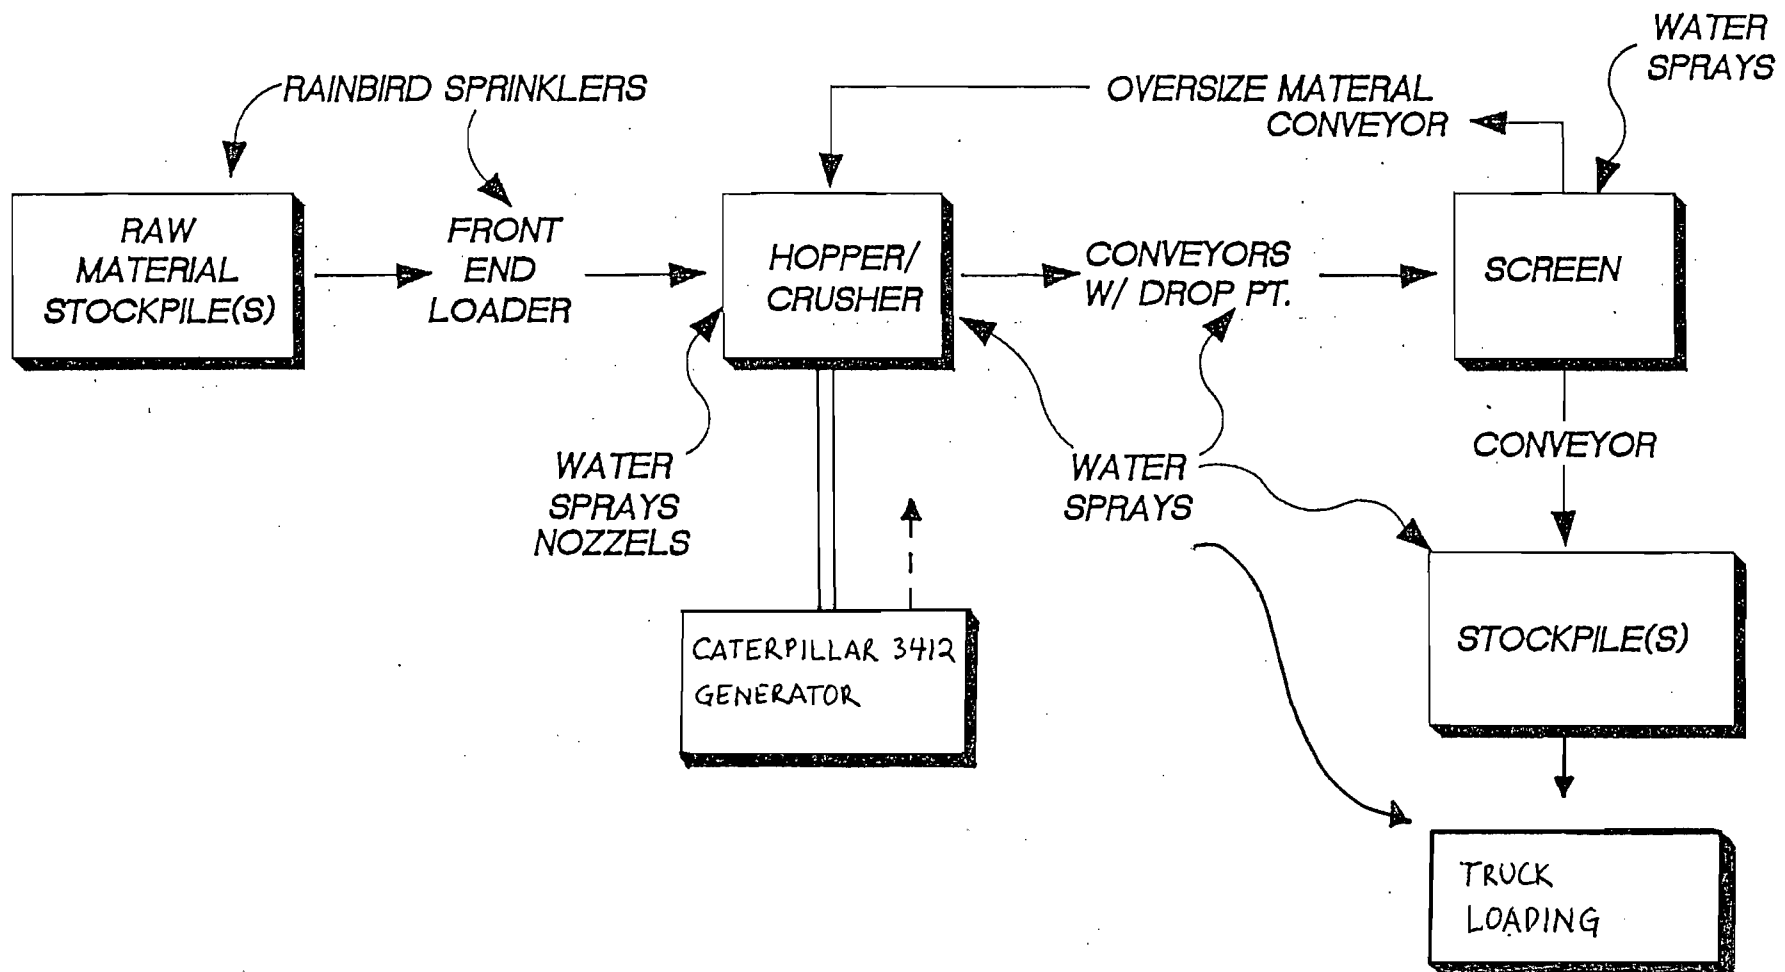 WATER
SPRAYS
RAINBIRD SPRINKLERS
OVERSIZE MATERAL
CONVEYOR
RAW
MATERIAL
STOCKPILE(S)
FRONT
END
LOADER
HOPPER/
CRUSHER
CONVEYORS
W/ DROP PT.
SCREEN
WATER
SPRAYS
NOZZELS
WATER
SPRAYS
CONVEYOR
CATERPILLAR 3412
GENERATOR
STOCKPILE(S)
TRUCK
LOADING